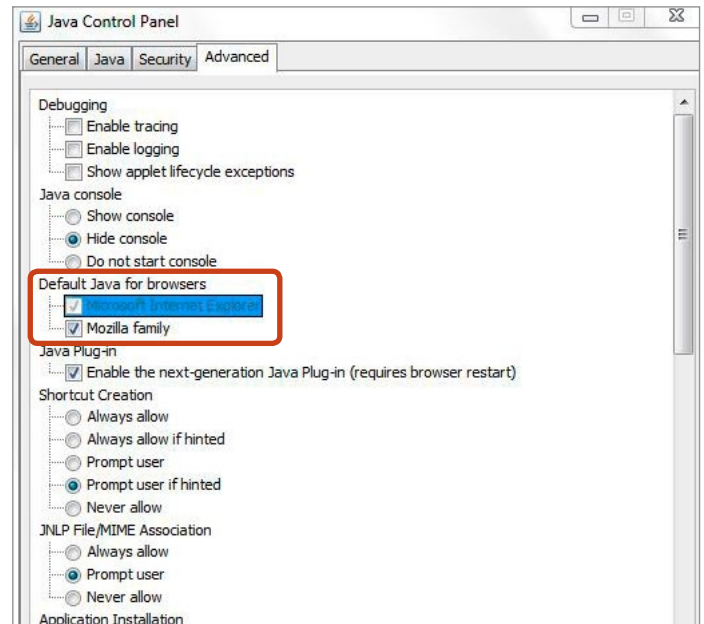 Java Control Panel
General Java Security Advanced
Debugging
Enable tracing
Enable logging
Show applet lifecycle exceptions
Java console
Show console
Hide console
Do not start console
Default Java for browsers
Microsoft Internet Explorer
Mozilla family
Java Plug-in
Enable the next-generation Java Plug-in (requires browser restart)
Shortcut Creation
Always allow
Always allow if hinted
Prompt user
Prompt user if hinted
Never allow
JNLP File/MIME Association
Always allow
Prompt user
Never allow
Application Installation